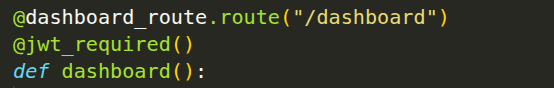 @dashboard_route.route("/dashboard")
@jwt_required()
def dashboard():